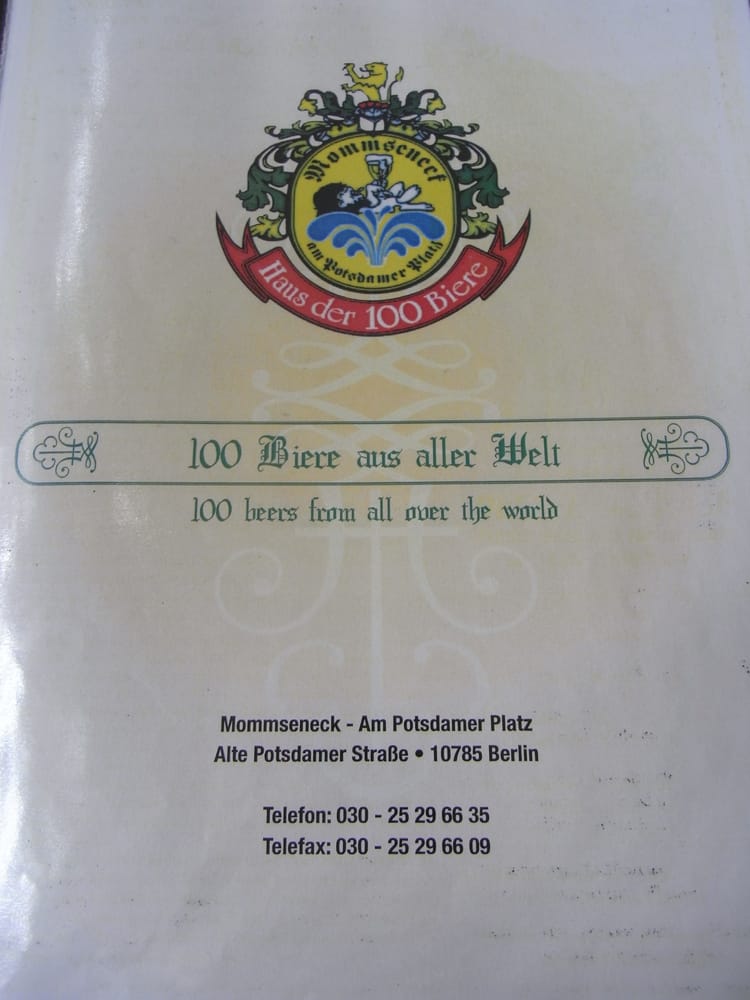 Mommseneck
am Potsdamer Platz
Haus der 100 Biere
100 Biere aus aller Welt
100 beers from all over the world
Mommseneck - Am Potsdamer Platz
Alte Potsdamer Straße • 10785 Berlin
Telefon: 030 - 25 29 66 35
Telefax: 030 - 25 29 66 09